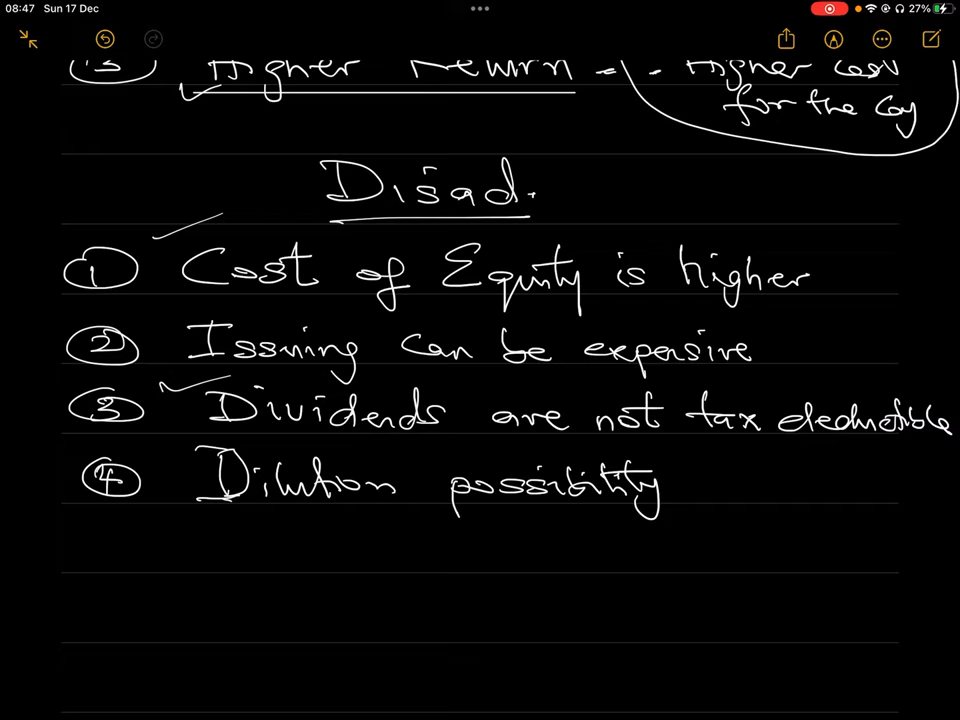 08:47 Sun 17 Dec 27%
Higher Return = - Higher Cost
for the Coy
Disad.
1 Cost of Equity is higher
2 Issuing can be expensive
3 Dividends are not tax deductible
4 Dilution possibility